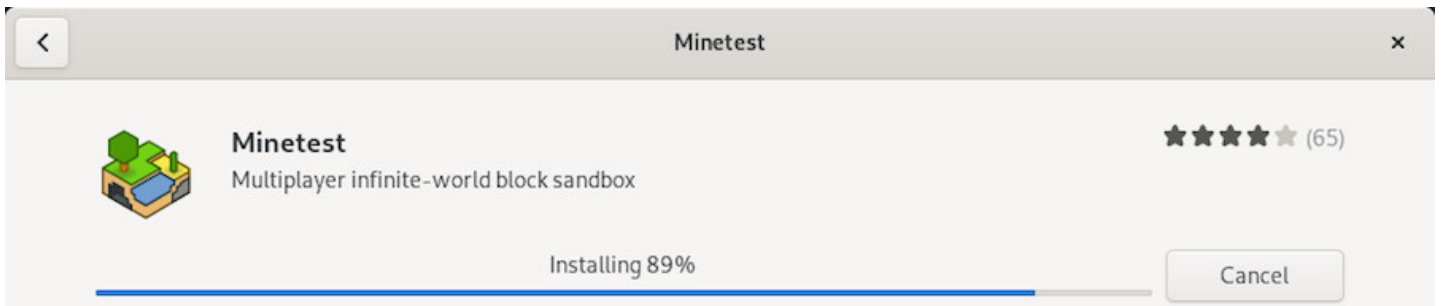 Minetest
Minetest
(65)
Multiplayer infinite-world block sandbox
Installing 89%
Cancel